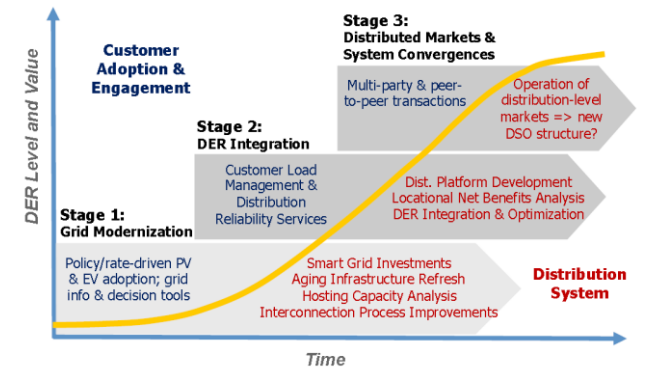 Stage 3:
Distributed Markets &
System Convergences
Customer
Adoption &
Engagement
Multi-party & peer-
to-peer transactions
Operation of
distribution-level
markets => new
DSO structure?
Stage 2:
DER Integration
Customer Load
Management &
Distribution
Reliability Services
Dist. Platform Development
Locational Net Benefits Analysis
DER Integration & Optimization
Stage 1:
Grid Modernization
Policy/rate-driven PV
& EV adoption; grid
info & decision tools
Smart Grid Investments
Aging Infrastructure Refresh
Hosting Capacity Analysis
Interconnection Process Improvements
Distribution
System
DER Level and Value
Time